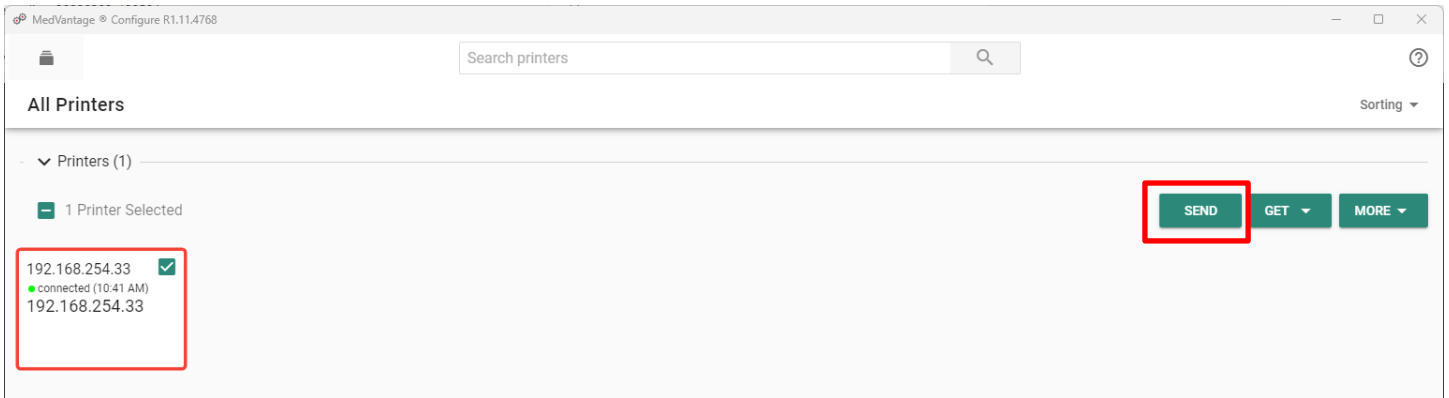 MedVantage ® Configure R1.11.4768
Search printers
All Printers
Sorting
Printers (1)
1 Printer Selected
SEND
GET
MORE
192.168.254.33
connected (10:41 AM)
192.168.254.33